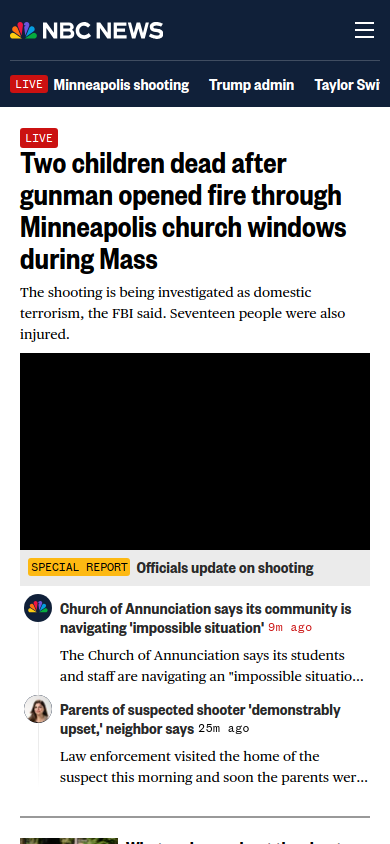 NBC NEWS
LIVE Minneapolis shooting Trump admin Taylor Swi
LIVE
Two children dead after
gunman opened fire through
Minneapolis church windows
during Mass
The shooting is being investigated as domestic
terrorism, the FBI said. Seventeen people were also
injured.
SPECIAL REPORT Officials update on shooting
Church of Annunciation says its community is
navigating 'impossible situation' 9m ago
The Church of Annunciation says its students
and staff are navigating an "impossible situatio...
Parents of suspected shooter 'demonstrably
upset,' neighbor says 25m ago
Law enforcement visited the home of the
suspect this morning and soon the parents wer...